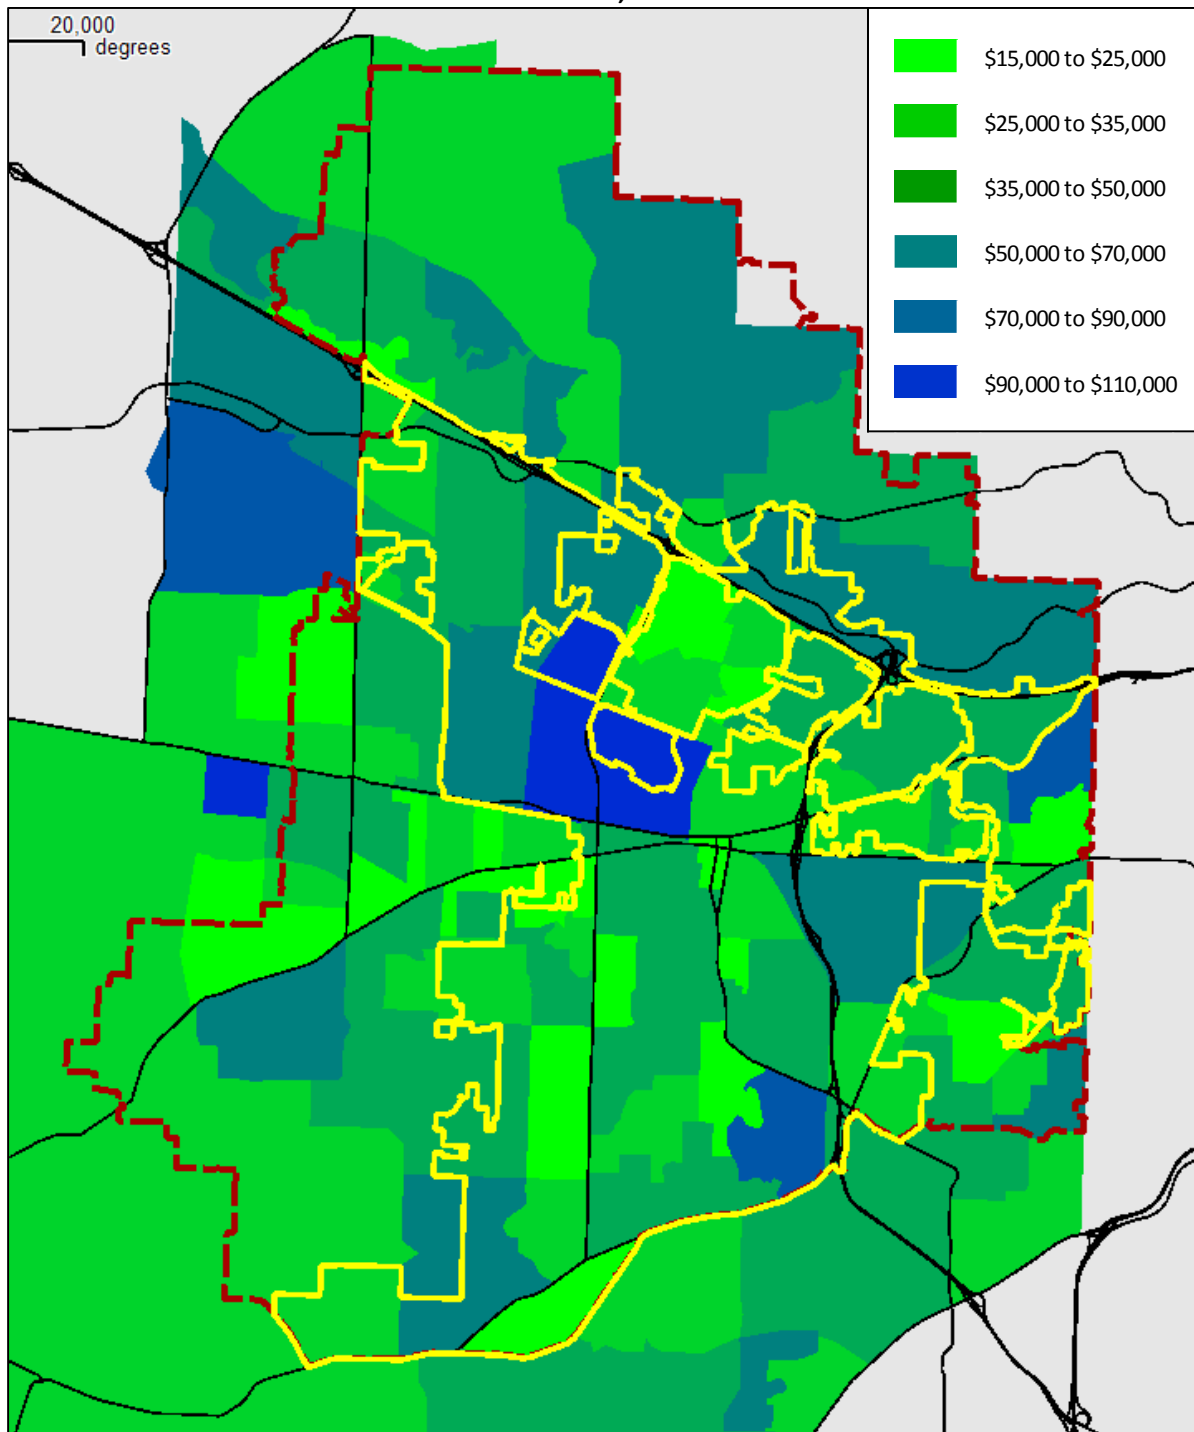 20,000
degrees
$15,000 to $25,000
$25,000 to $35,000
$35,000 to $50,000
$50,000 to $70,000
$70,000 to $90,000
$90,000 to $110,000